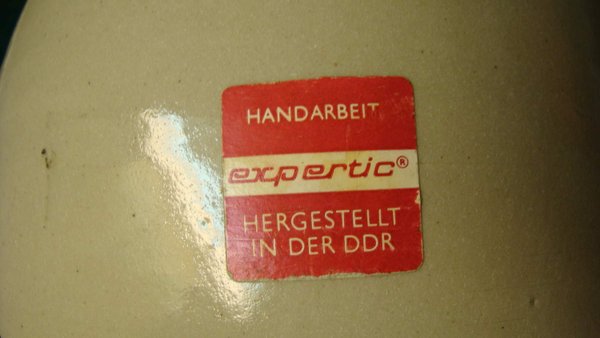 HANDARBEIT
expertic®
HERGESTELLT
IN DER DDR